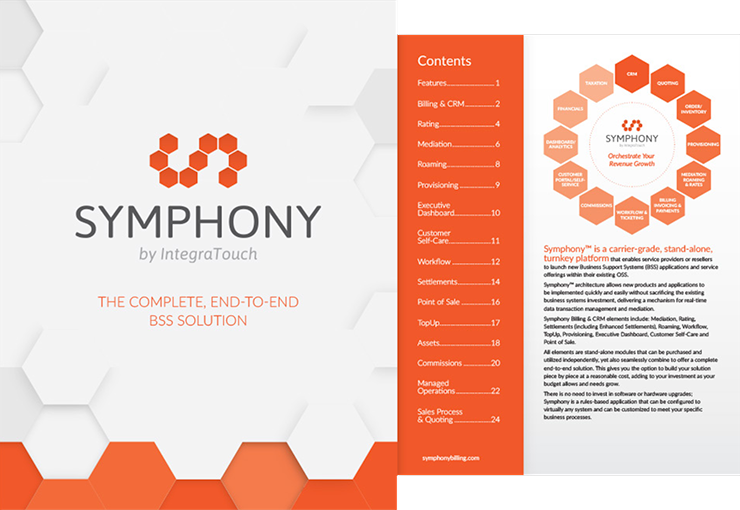 SYMPHONY
by IntegraTouch
THE COMPLETE, END-TO-END
BSS SOLUTION
Contents
Features 1
Billing & CRM 2
Rating 4
Mediation 6
Roaming 8
Provisioning 9
Executive
Dashboard 10
Customer
Self-Care 11
Workflow 12
Settlements 14
Point of Sale 16
TopUp 17
Assets 18
Commissions 20
Managed
Operations 22
Sales Process
& Quoting 24
symphonybilling.com
CRM
QUOTING
ORDER/
INVENTORY
PROVISIONING
MEDIATION
ROAMING
& RATES
BILLING
INVOICING &
PAYMENTS
WORKFLOW &
TICKETING
COMMISSIONS
CUSTOMER
PORTAL/SELF-
SERVICE
DASHBOARD/
ANALYTICS
FINANCIALS
TAXATION
SYMPHONY
by IntegraTouch
Orchestrate Your
Revenue Growth
Symphony™ is a carrier-grade, stand-alone,
turnkey platform that enables service providers or resellers
to launch new Business Support Systems (BSS) applications and service
offerings within their existing OSS.
Symphony™ architecture allows new products and applications to
be implemented quickly and easily without sacrificing the existing
business systems investment, delivering a mechanism for real-time
data transaction management and mediation.
Symphony Billing & CRM elements include: Mediation, Rating,
Settlements (including Enhanced Settlements), Roaming, Workflow,
TopUp, Provisioning, Executive Dashboard, Customer Self-Care and
Point of Sale.
All elements are stand-alone modules that can be purchased and
utilized independently, yet also seamlessly combine to offer a complete
end-to-end solution. This gives you the option to build your solution
piece by piece at a reasonable cost, adding to your investment as your
budget allows and needs grow.
There is no need to invest in software or hardware upgrades;
Symphony is a rules-based application that can be configured to
virtually any system and can be customized to meet your specific
business processes.